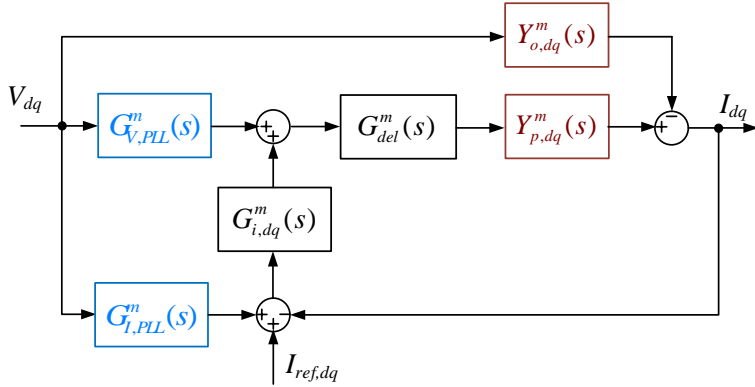 Y^m_{o,dq}(s)
V_{dq}
I_{dq}
G^m_{V,PLL}(s)
+
+
G^m_{del}(s)
Y^m_{p,dq}(s)
+
−
G^m_{i,dq}(s)
G^m_{I,PLL}(s)
+
+
−
I_{ref,dq}